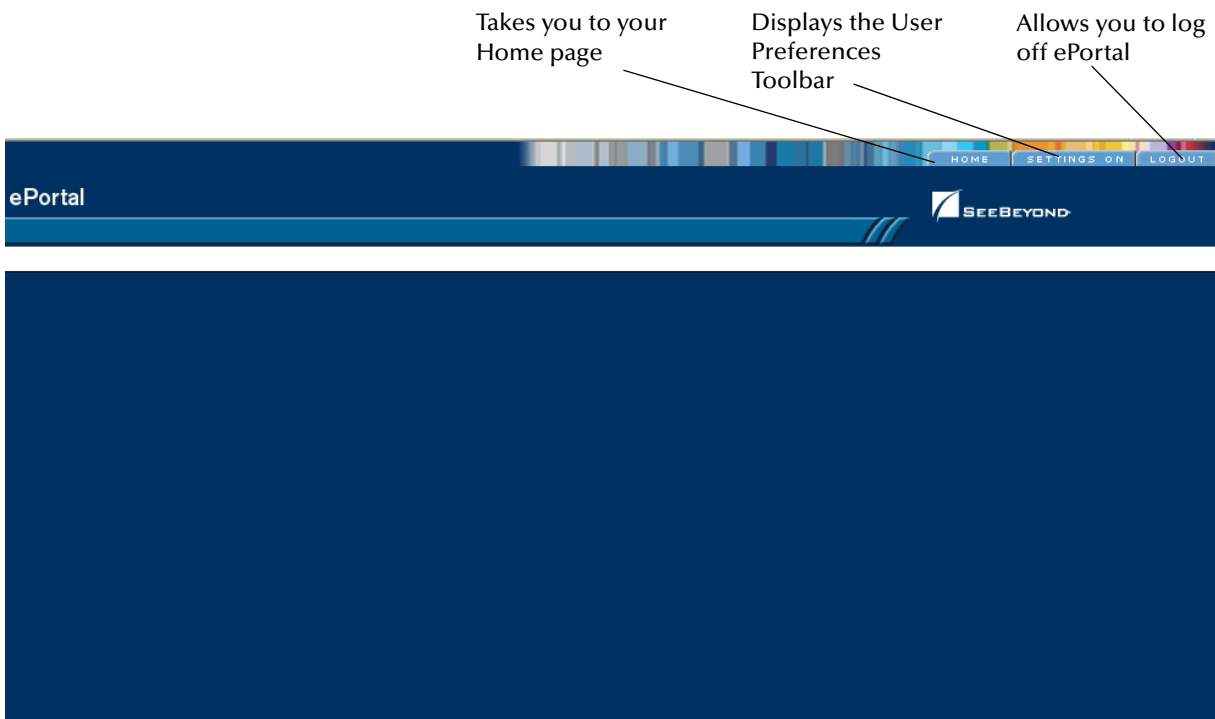 Takes you to your
Home page
Displays the User
Preferences
Toolbar
Allows you to log
off ePortal
HOME
SETTINGS ON
LOGOUT
ePortal
SEEBEYOND